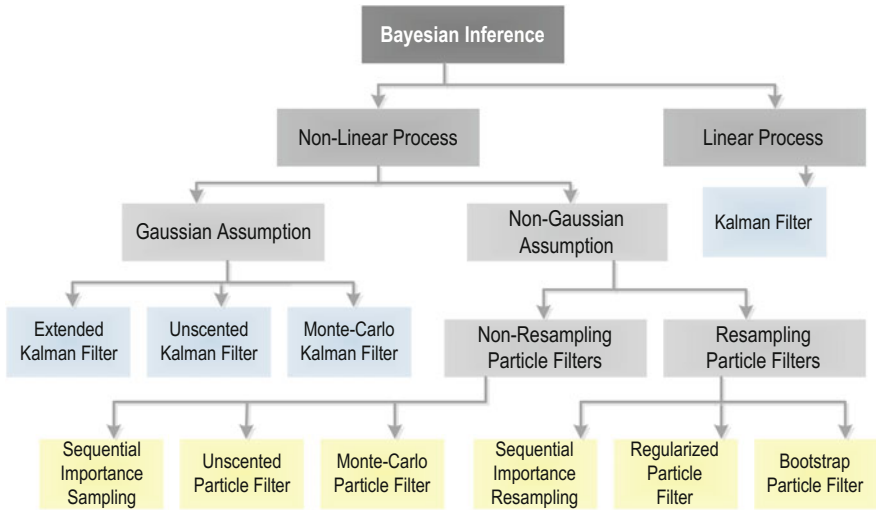 Bayesian Inference
Non-Linear Process
Linear Process
Gaussian Assumption
Non-Gaussian
Assumption
Kalman Filter
Extended
Kalman Filter
Unscented
Kalman Filter
Monte-Carlo
Kalman Filter
Non-Resampling
Particle Filters
Resampling
Particle Filters
Sequential
Importance
Sampling
Unscented
Particle Filter
Monte-Carlo
Particle Filter
Sequential
Importance
Resampling
Regularized
Particle
Filter
Bootstrap
Particle Filter